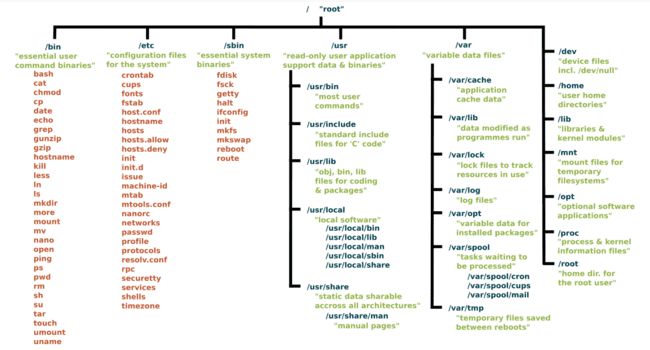 / "root"
/bin
"essential user
command binaries"
bash
cat
chmod
cp
date
echo
grep
gunzip
gzip
hostname
kill
less
ln
ls
mkdir
more
mount
mv
nano
open
ping
ps
pwd
rm
sh
su
tar
touch
umount
uname
/etc
"configuration files
for the system"
crontab
cups
fonts
fstab
host.conf
hostname
hosts
hosts.allow
hosts.deny
init
init.d
issue
machine-id
mtab
mtools.conf
nanorc
networks
passwd
profile
protocols
resolv.conf
rpc
securetty
services
shells
timezone
/sbin
"essential system
binaries"
fdisk
fsck
getty
halt
ifconfig
init
mkfs
mkswap
reboot
route
/usr
"read-only user application
support data & binaries"
/usr/bin
"most user
commands"
/usr/include
"standard include
files for 'C' code"
/usr/lib
"obj, bin, lib
files for coding
& packages"
/usr/local
"local software"
/usr/local/bin
/usr/local/lib
/usr/local/man
/usr/local/sbin
/usr/local/share
/usr/share
"static data sharable
accross all architectures"
/usr/share/man
"manual pages"
/var
"variable data files"
/var/cache
"application
cache data"
/var/lib
"data modified as
programmes run"
/var/lock
"lock files to track
resources in use"
/var/log
"log files"
/var/opt
"variable data for
installed packages"
/var/spool
"tasks waiting to
be processed"
/var/spool/cron
/var/spool/cups
/var/spool/mail
/var/tmp
"temporary files saved
between reboots"
/dev
"device files
incl. /dev/null"
/home
"user home
directories"
/lib
"libraries &
kernel modules"
/mnt
"mount files for
temporary
filesystems"
/opt
"optional software
applications"
/proc
"process & kernel
information files"
/root
"home dir. for
the root user"